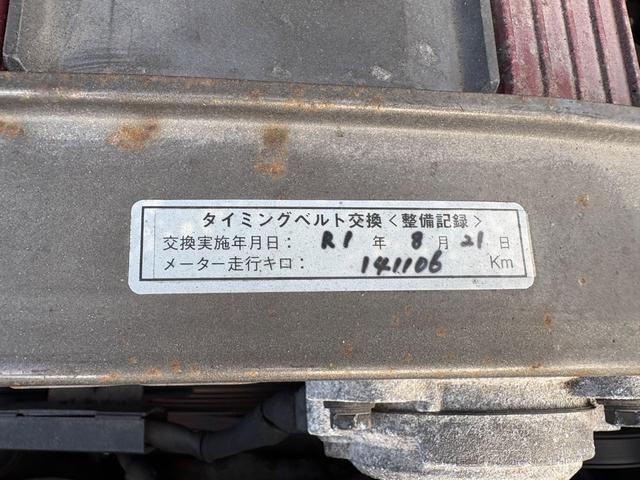 タイミングベルト交換<整備記録>
交換実施年月日： R1 年 8 月 21 日
メーター走行キロ： 141106 Km